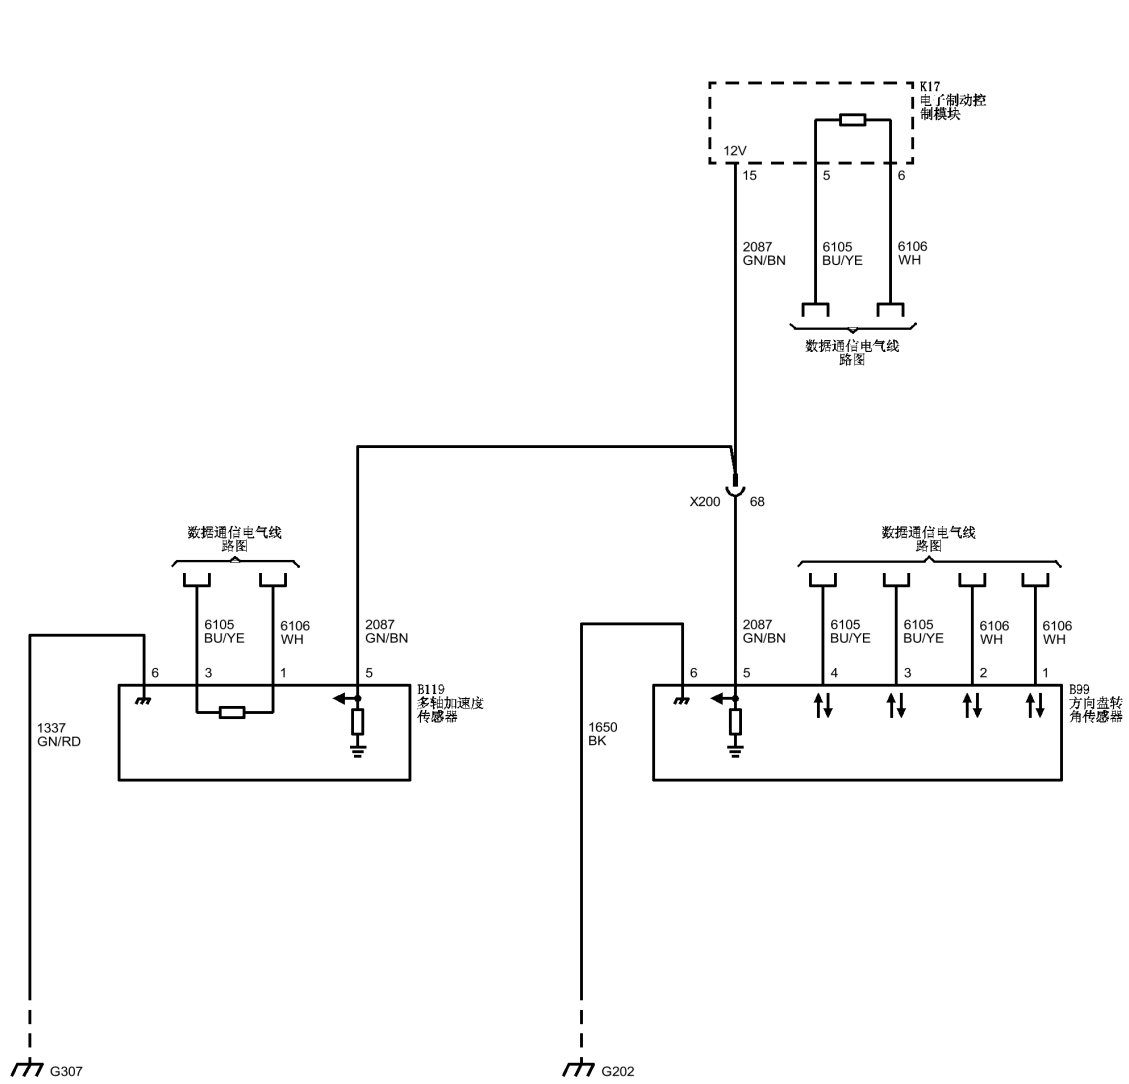 K17
电子制动控
制模块
12V
15
5
6
2087
GN/BN
6105
BU/YE
6106
WH
数据通信电气线
路图
X200
68
数据通信电气线
路图
6105
BU/YE
6106
WH
2087
GN/BN
6
3
1
5
B119
多轴加速度
传感器
1337
GN/RD
G307
数据通信电气线
路图
2087
GN/BN
6105
BU/YE
6105
BU/YE
6106
WH
6106
WH
6
5
4
3
2
1
B99
方向盘转
角传感器
1650
BK
G202